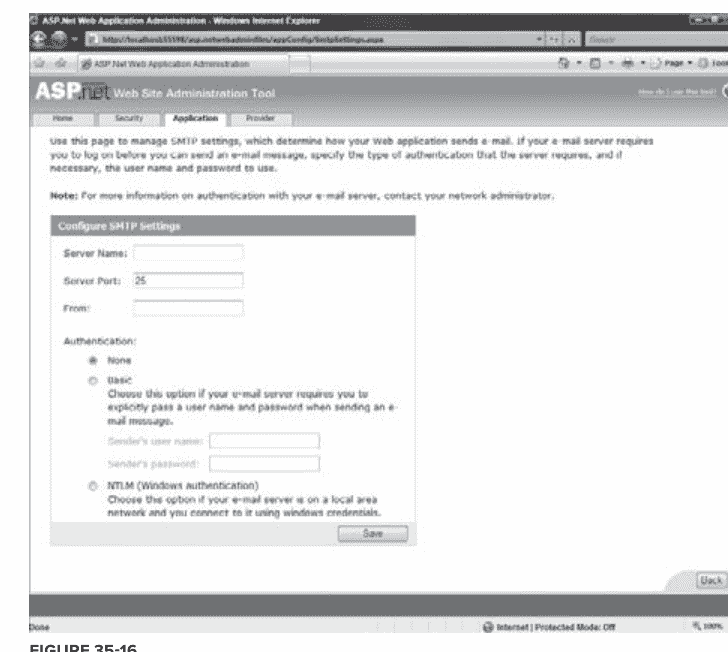 ASP.Net Web Application Administration - Windows Internet Explorer
ASP.Net Web Application Administration
Page
ASP.net Web Site Administration Tool
How do I use this tool?
Home Security Application Provider
Use this page to manage SMTP settings, which determine how your Web application sends e-mail. If your e-mail server requires
you to log on before you can send an e-mail message, specify the type of authentication that the server requires, and if
necessary, the user name and password to use.
Note: For more information on authentication with your e-mail server, contact your network administrator.
Configure SMTP Settings
Server Name:
Server Port: 25
From:
Authentication:
None
Basic
Choose this option if your e-mail server requires you to
explicitly pass a user name and password when sending an e-
mail message.
Sender's user name:
Sender's password:
NTLM (Windows authentication)
Choose this option if your e-mail server is on a local area
network and you connect to it using windows credentials.
Save
Back
Done
Internet | Protected Mode: Off
100%
FIGURE 35-16